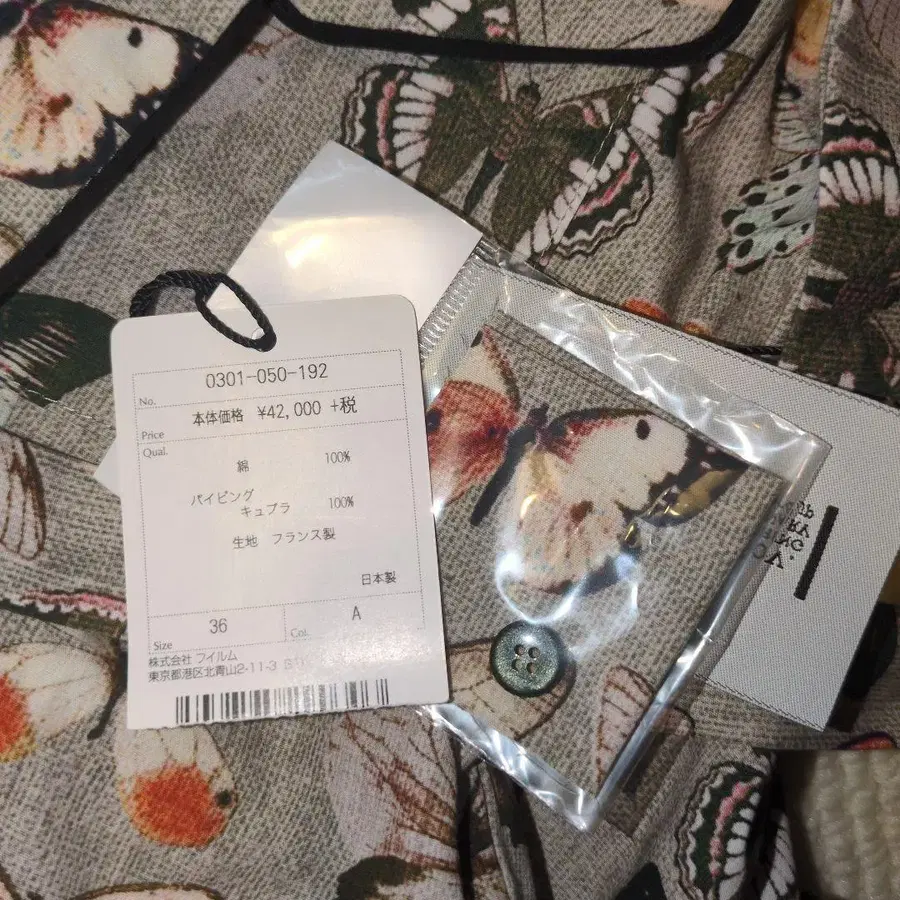 No.
0301-050-192
Price
本体価格 ¥42,000 +税
Qual.
綿 100%
パイピング
キュプラ 100%
生地 フランス製
日本製
Size 36
Col. A
株式会社 フイルム
東京都港区北青山2-11-3